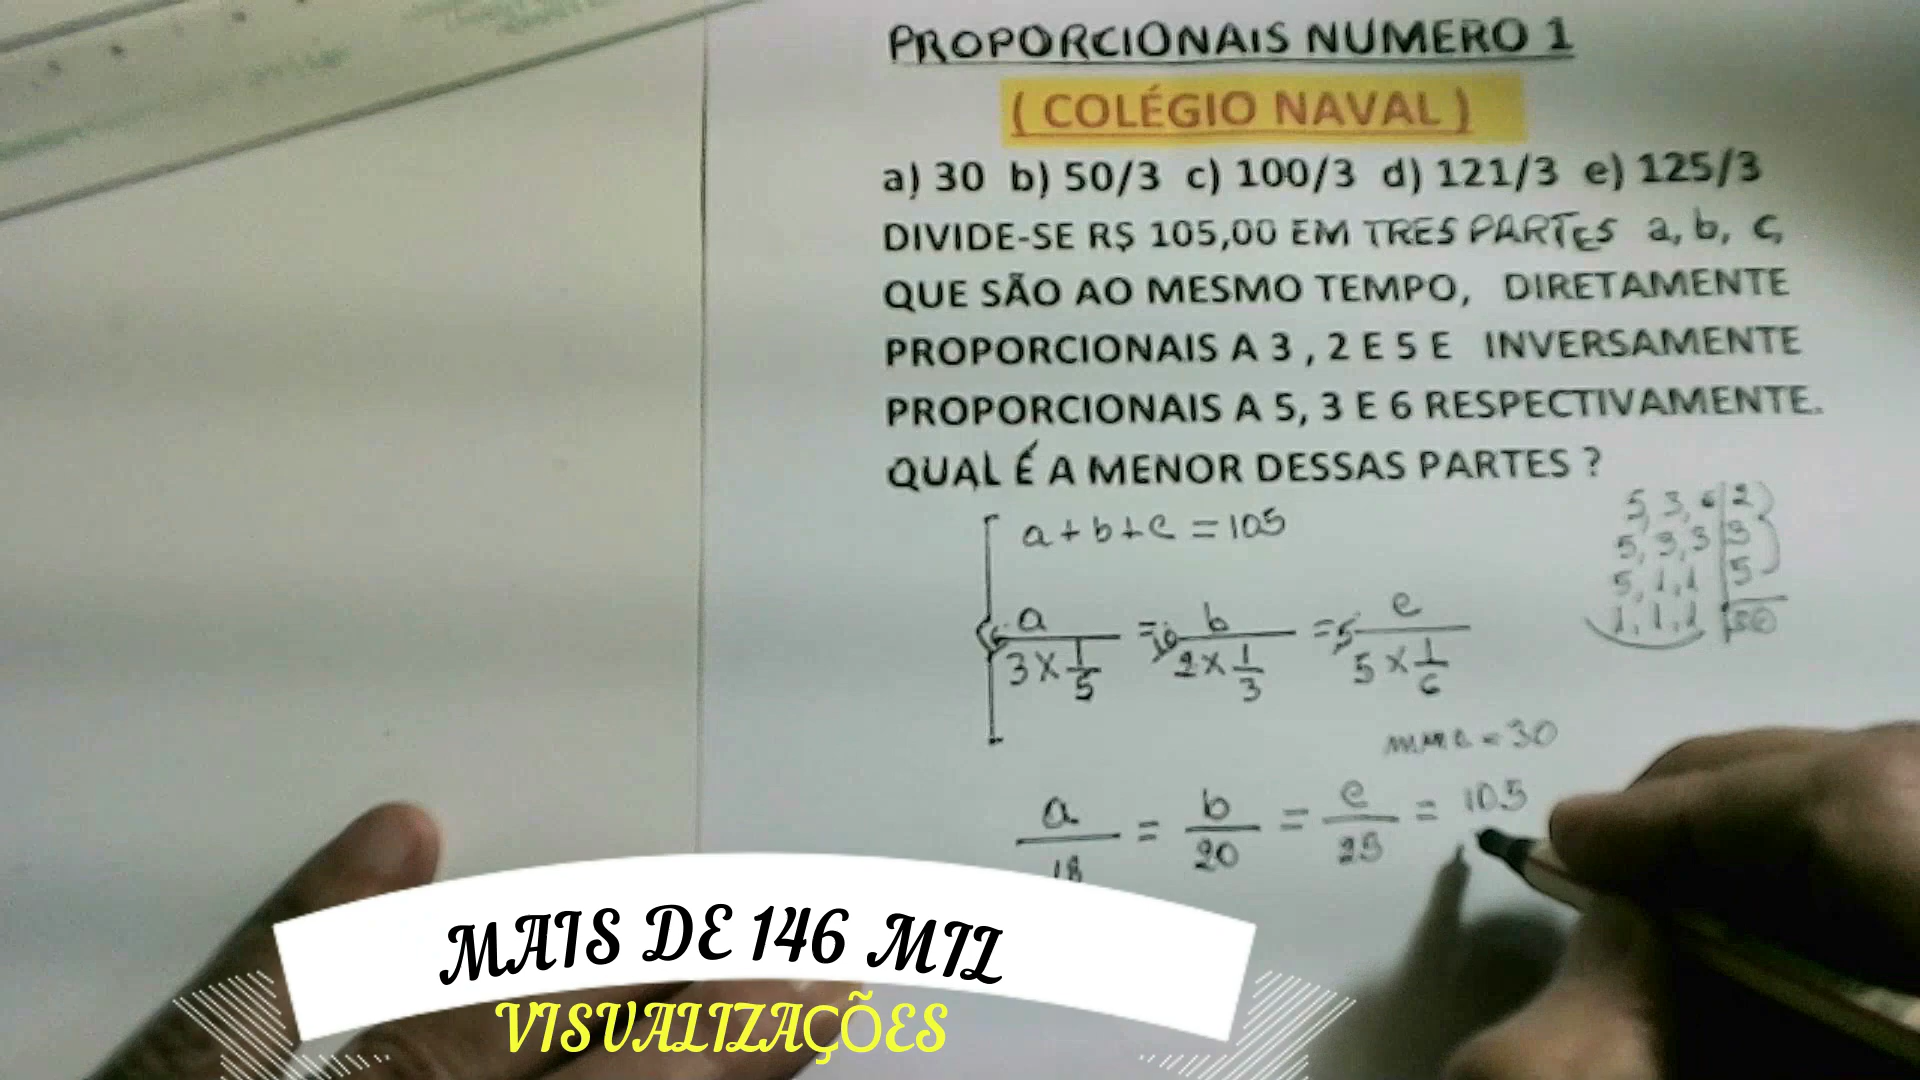 PROPORCIONAIS NUMERO 1
( COLÉGIO NAVAL )
a) 30 b) 50/3 c) 100/3 d) 121/3 e) 125/3
DIVIDE-SE R$ 105,00 EM TRES PARTES a, b, c,
QUE SÃO AO MESMO TEMPO, DIRETAMENTE
PROPORCIONAIS A 3 , 2 E 5 E INVERSAMENTE
PROPORCIONAIS A 5, 3 E 6 RESPECTIVAMENTE.
QUAL É A MENOR DESSAS PARTES ?
5, 3, 6 | 2
5, 3, 3 | 3
5, 1, 1 | 5
1, 1, 1 | 30
a + b + c = 105
6 a / 3 x 1/5 = 10 b / 2 x 1/3 = 5 c / 5 x 1/6
mmc = 30
a / 18 = b / 20 = c / 25 = 105
MAIS DE 146 MIL
VISUALIZAÇÕES